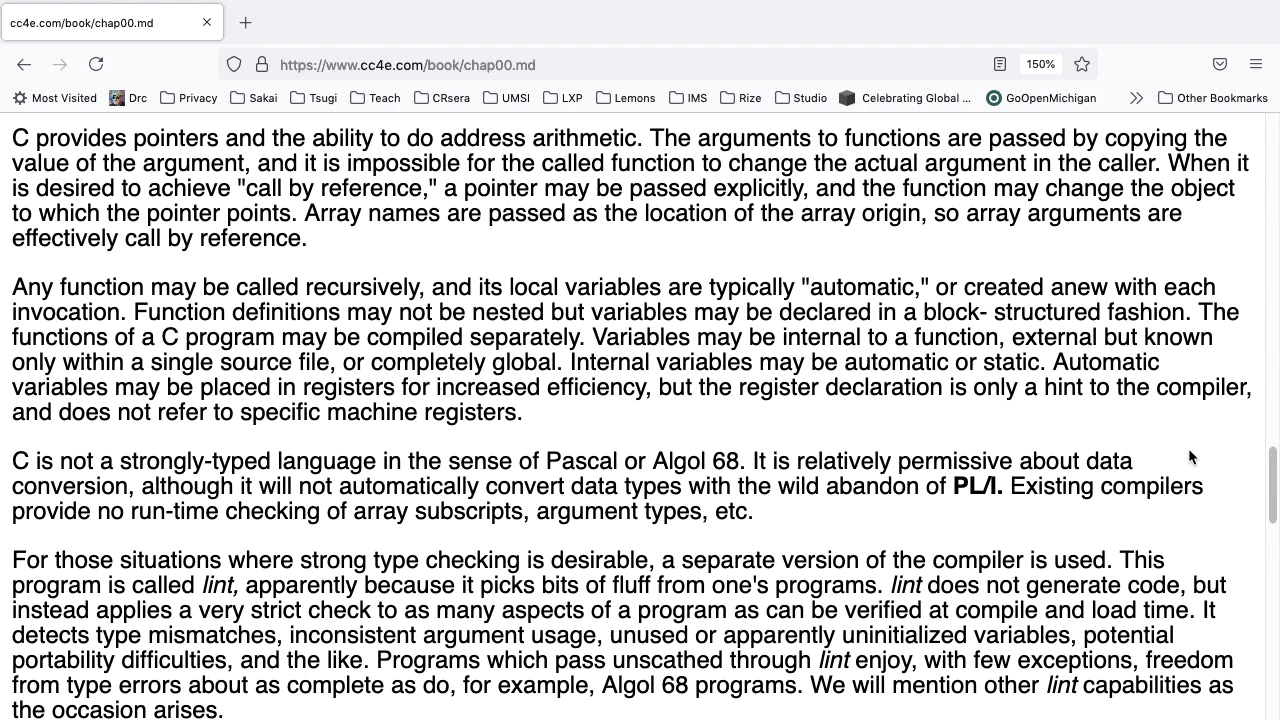 cc4e.com/book/chap00.md
https://www.cc4e.com/book/chap00.md
150%
Most Visited Drc Privacy Sakai Tsugi Teach CRsera UMSI LXP Lemons IMS Rize Studio Celebrating Global ... GoOpenMichigan Other Bookmarks
C provides pointers and the ability to do address arithmetic. The arguments to functions are passed by copying the
value of the argument, and it is impossible for the called function to change the actual argument in the caller. When it
is desired to achieve "call by reference," a pointer may be passed explicitly, and the function may change the object
to which the pointer points. Array names are passed as the location of the array origin, so array arguments are
effectively call by reference.
Any function may be called recursively, and its local variables are typically "automatic," or created anew with each
invocation. Function definitions may not be nested but variables may be declared in a block- structured fashion. The
functions of a C program may be compiled separately. Variables may be internal to a function, external but known
only within a single source file, or completely global. Internal variables may be automatic or static. Automatic
variables may be placed in registers for increased efficiency, but the register declaration is only a hint to the compiler,
and does not refer to specific machine registers.
C is not a strongly-typed language in the sense of Pascal or Algol 68. It is relatively permissive about data
conversion, although it will not automatically convert data types with the wild abandon of PL/I. Existing compilers
provide no run-time checking of array subscripts, argument types, etc.
For those situations where strong type checking is desirable, a separate version of the compiler is used. This
program is called lint, apparently because it picks bits of fluff from one's programs. lint does not generate code, but
instead applies a very strict check to as many aspects of a program as can be verified at compile and load time. It
detects type mismatches, inconsistent argument usage, unused or apparently uninitialized variables, potential
portability difficulties, and the like. Programs which pass unscathed through lint enjoy, with few exceptions, freedom
from type errors about as complete as do, for example, Algol 68 programs. We will mention other lint capabilities as
the occasion arises.